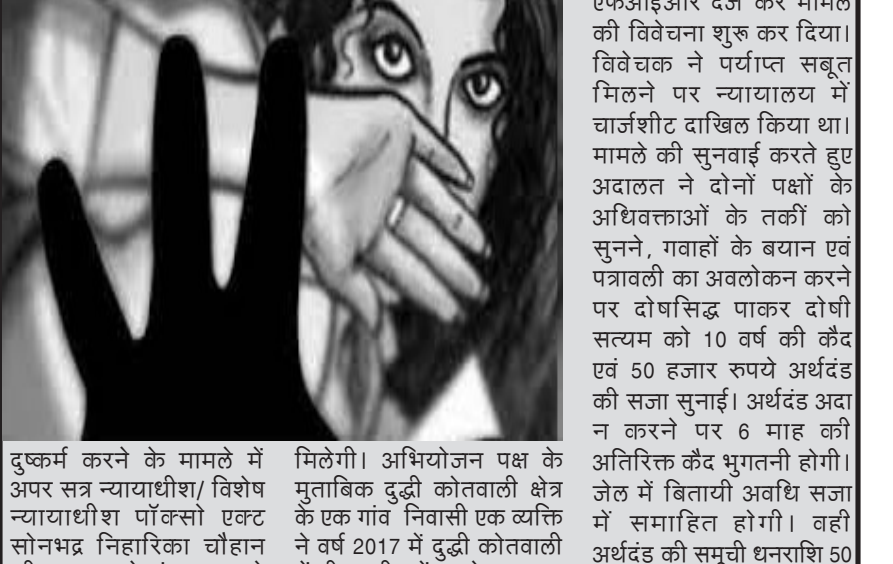 दुष्कर्म करने के मामले में
अपर सत्र न्यायाधीश/ विशेष
न्यायाधीश पॉक्सो एक्ट
सोनभद्र निहारिका चौहान
मिलेगी। अभियोजन पक्ष के
मुताबिक दुद्धी कोतवाली क्षेत्र
के एक गांव निवासी एक व्यक्ति
ने वर्ष 2017 में दुद्धी कोतवाली
एफआईआर दर्ज कर मामले
की विवेचना शुरू कर दिया।
विवेचक ने पर्याप्त सबूत
मिलने पर न्यायालय में
चार्जशीट दाखिल किया था।
मामले की सुनवाई करते हुए
अदालत ने दोनों पक्षों के
अधिवक्ताओं के तर्कों को
सुनने, गवाहों के बयान एवं
पत्रावली का अवलोकन करने
पर दोषसिद्ध पाकर दोषी
सत्यम को 10 वर्ष की कैद
एवं 50 हजार रुपये अर्थदंड
की सजा सुनाई। अर्थदंड अदा
न करने पर 6 माह की
अतिरिक्त कैद भुगतनी होगी।
जेल में बितायी अवधि सजा
में समाहित होगी। वही
अर्थदंड की समूची धनराशि 50